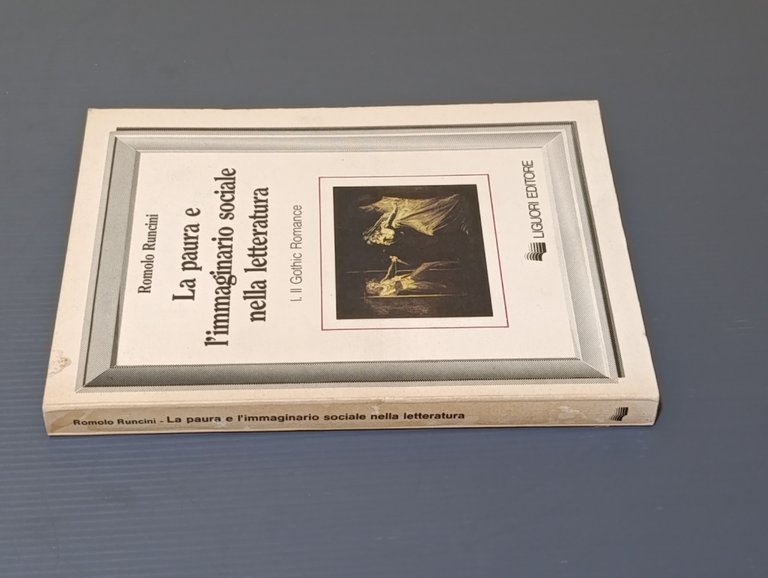 Romolo Runcini
La paura e
l'immaginario sociale
nella letteratura
I. Il Gothic Romance
LIGUORI EDITORE
Romolo Runcini - La paura e l'immaginario sociale nella letteratura